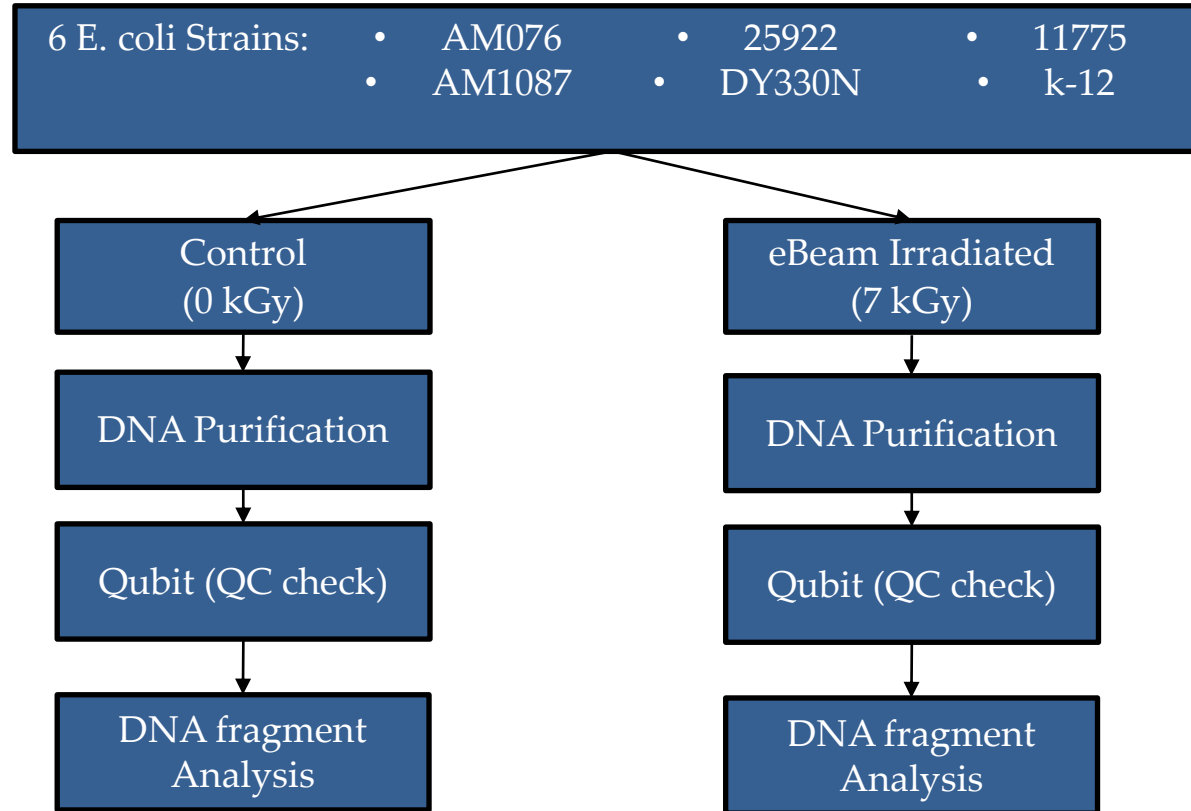 6 E. coli Strains: • AM076 • 25922 • 11775
• AM1087 • DY330N • k-12
Control
(0 kGy)
DNA Purification
Qubit (QC check)
DNA fragment
Analysis
eBeam Irradiated
(7 kGy)
DNA Purification
Qubit (QC check)
DNA fragment
Analysis